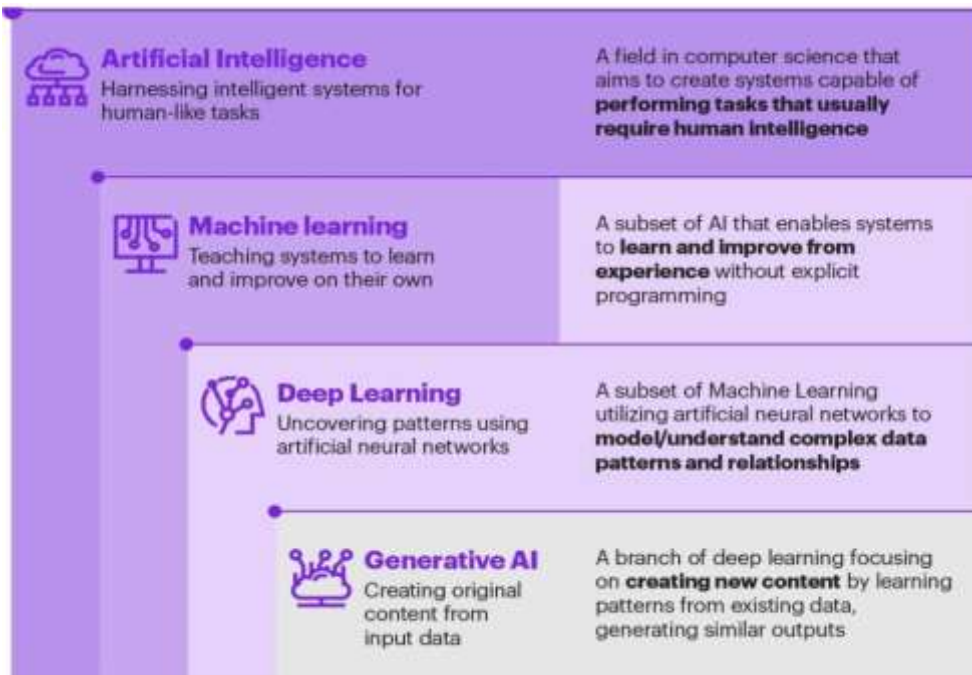 Artificial Intelligence
Harnessing intelligent systems for
human-like tasks
A field in computer science that
aims to create systems capable of
performing tasks that usually
require human intelligence
Machine learning
Teaching systems to learn
and improve on their own
A subset of AI that enables systems
to learn and improve from
experience without explicit
programming
Deep Learning
Uncovering patterns using
artificial neural networks
A subset of Machine Learning
utilizing artificial neural networks to
model/understand complex data
patterns and relationships
Generative AI
Creating original
content from
input data
A branch of deep learning focusing
on creating new content by learning
patterns from existing data,
generating similar outputs